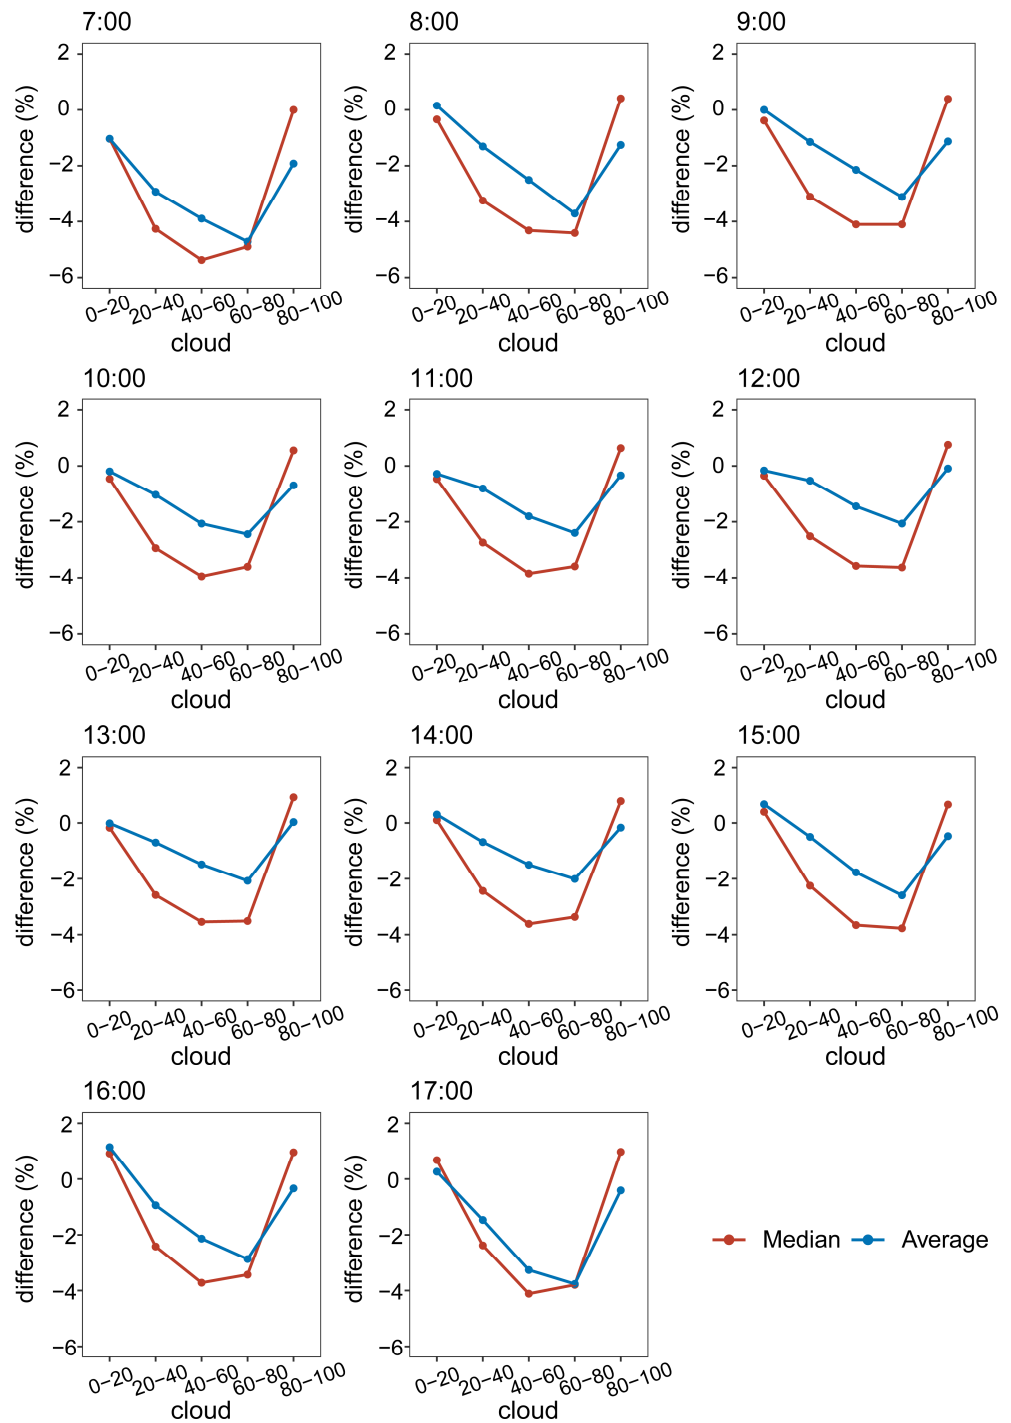 7:00 8:00 9:00
2 2 2
0 0 0
−2 −2 −2
−4 −4 −4
−6 −6 −6
difference (%) difference (%) difference (%)
0−20 20−40 40−60 60−80 80−100 0−20 20−40 40−60 60−80 80−100 0−20 20−40 40−60 60−80 80−100
cloud cloud cloud
10:00 11:00 12:00
2 2 2
0 0 0
−2 −2 −2
−4 −4 −4
−6 −6 −6
difference (%) difference (%) difference (%)
0−20 20−40 40−60 60−80 80−100 0−20 20−40 40−60 60−80 80−100 0−20 20−40 40−60 60−80 80−100
cloud cloud cloud
13:00 14:00 15:00
2 2 2
0 0 0
−2 −2 −2
−4 −4 −4
−6 −6 −6
difference (%) difference (%) difference (%)
0−20 20−40 40−60 60−80 80−100 0−20 20−40 40−60 60−80 80−100 0−20 20−40 40−60 60−80 80−100
cloud cloud cloud
16:00 17:00
2 2
0 0
−2 −2
−4 −4
−6 −6
difference (%) difference (%)
0−20 20−40 40−60 60−80 80−100 0−20 20−40 40−60 60−80 80−100
cloud cloud
Median Average